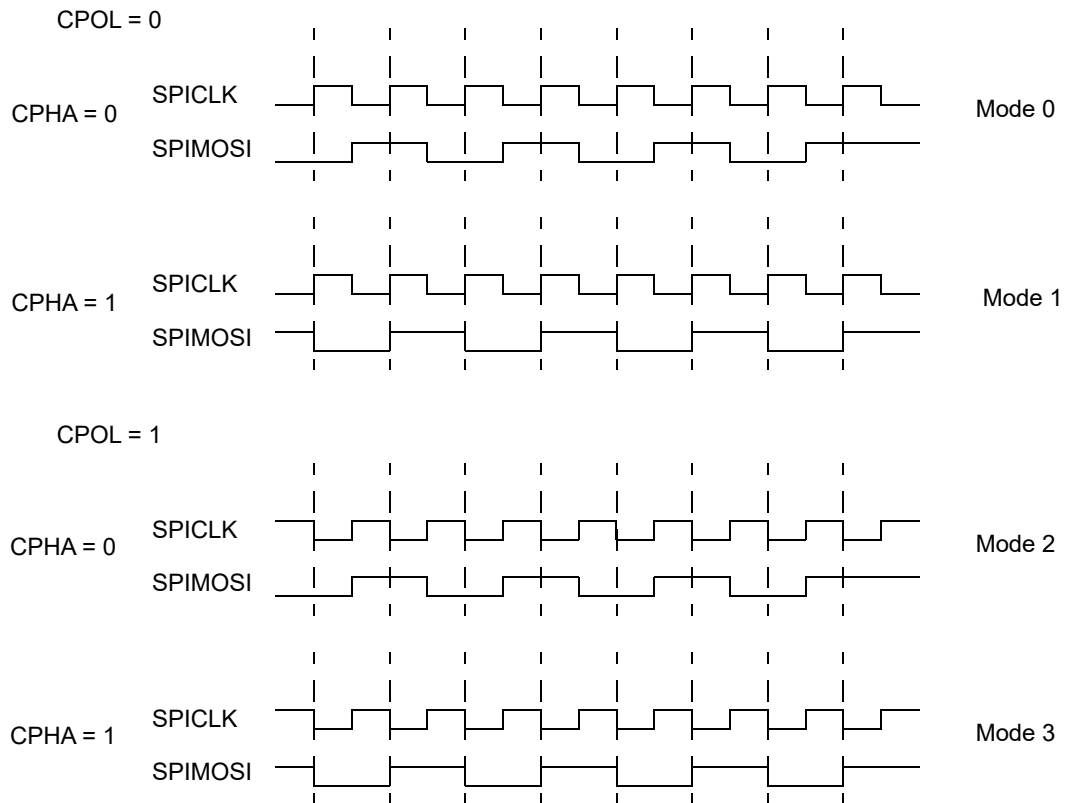 CPOL = 0
CPHA = 0
SPICLK
SPIMOSI
Mode 0
CPHA = 1
SPICLK
SPIMOSI
Mode 1
CPOL = 1
CPHA = 0
SPICLK
SPIMOSI
Mode 2
CPHA = 1
SPICLK
SPIMOSI
Mode 3